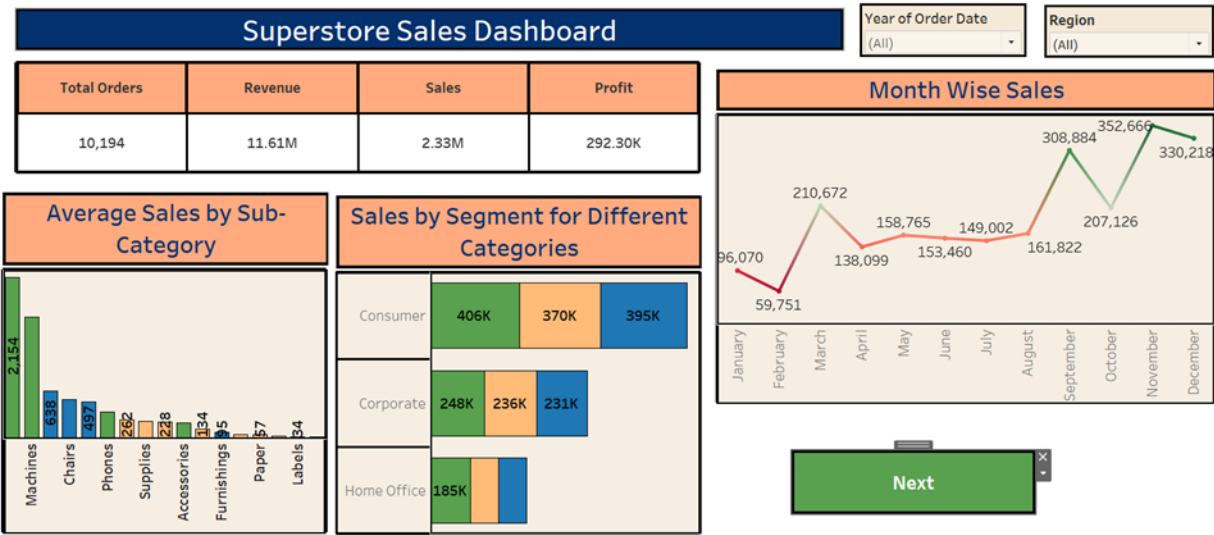 Superstore Sales Dashboard
Year of Order Date
(All)
Region
(All)
Total Orders
Revenue
Sales
Profit
10,194
11.61M
2.33M
292.30K
Month Wise Sales
96,070
59,751
210,672
138,099
158,765
153,460
149,002
161,822
308,884
207,126
352,666
330,218
January
February
March
April
May
June
July
August
September
October
November
December
Average Sales by Sub-
Category
2,154
638
497
262
228
134
95
57
34
Machines
Chairs
Phones
Supplies
Accessories
Furnishings
Paper
Labels
Sales by Segment for Different
Categories
Consumer
406K
370K
395K
Corporate
248K
236K
231K
Home Office
185K
Next